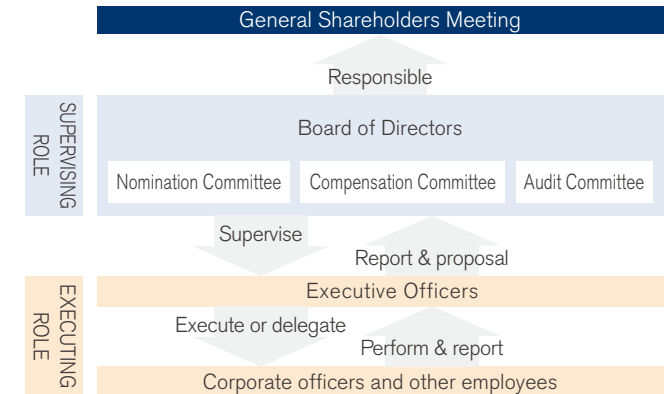 General Shareholders Meeting
Responsible
SUPERVISING
ROLE
Board of Directors
Nomination Committee
Compensation Committee
Audit Committee
Supervise
Report & proposal
EXECUTING
ROLE
Executive Officers
Execute or delegate
Perform & report
Corporate officers and other employees